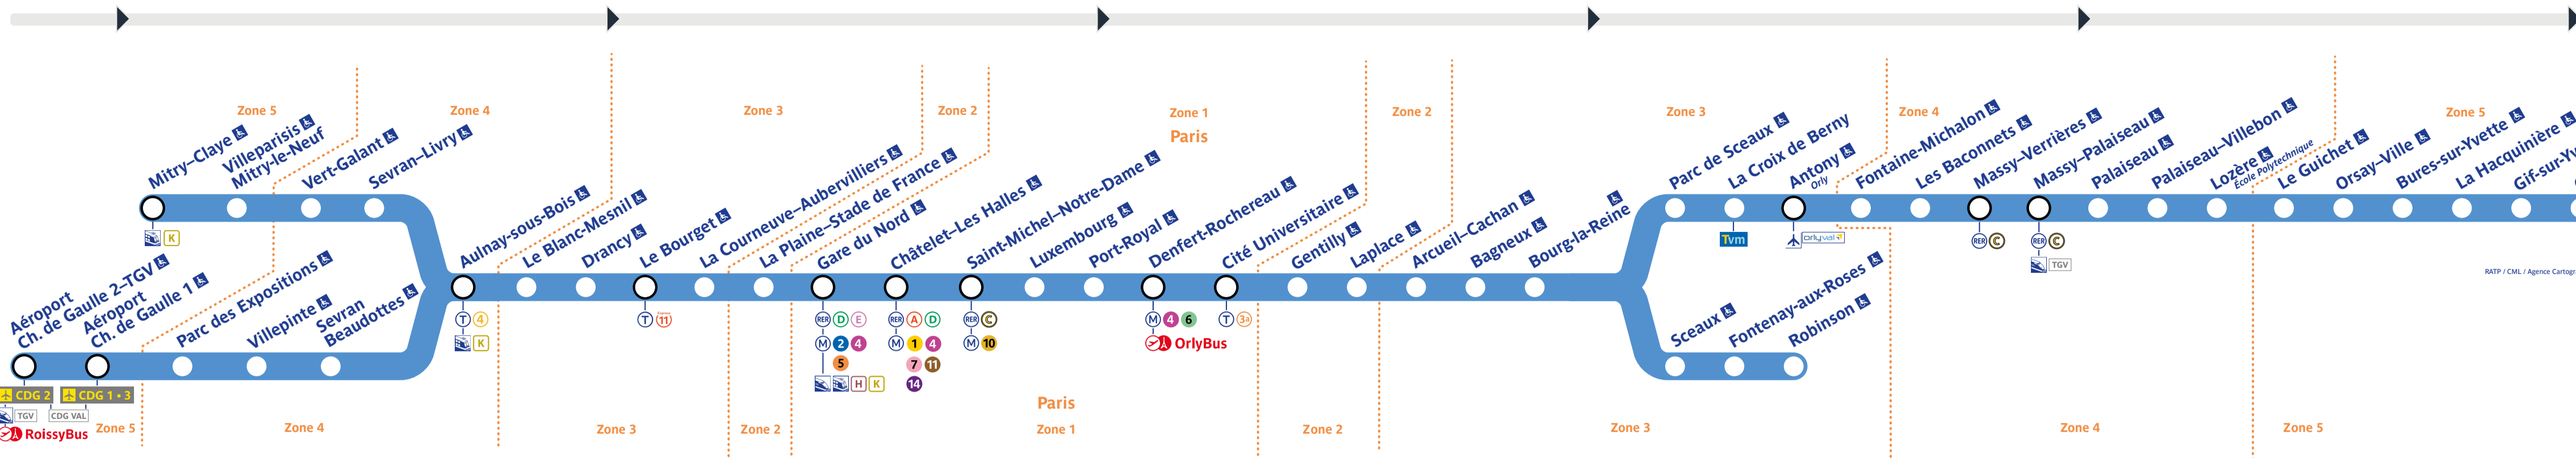 Zone 5
Zone 4
Zone 3
Zone 2
Zone 1
Paris
Zone 2
Zone 3
Zone 4
Zone 5
Mitry–Claye
Villeparisis
Mitry-le-Neuf
Vert-Galant
Sevran–Livry
K
Aéroport
Ch. de Gaulle 2–TGV
Aéroport
Ch. de Gaulle 1
Parc des Expositions
Villepinte
Sevran
Beaudottes
CDG 2
CDG 1 • 3
TGV
CDG VAL
RoissyBus
Aulnay-sous-Bois
T 4
K
Le Blanc-Mesnil
Drancy
Le Bourget
T 11
La Courneuve–Aubervilliers
La Plaine–Stade de France
Gare du Nord
RER D E
M 2 4
5
H K
Châtelet–Les Halles
RER A D
M 1 4
7 11
14
Saint-Michel–Notre-Dame
RER C
M 10
Luxembourg
Port-Royal
Denfert-Rochereau
M 4 6
OrlyBus
Cité Universitaire
T 3a
Gentilly
Laplace
Arcueil–Cachan
Bagneux
Bourg-la-Reine
Parc de Sceaux
La Croix de Berny
Tvm
Antony
Orly
orlyval
Fontaine-Michalon
Les Baconnets
Massy–Verrières
RER C
Massy–Palaiseau
RER C
TGV
Palaiseau
Palaiseau–Villebon
Lozère
École Polytechnique
Le Guichet
Orsay–Ville
Bures-sur-Yvette
La Hacquinière
Gif-sur-Yv
Sceaux
Fontenay-aux-Roses
Robinson
RATP / CML / Agence Cartogr
Zone 5
Zone 4
Zone 3
Zone 2
Paris
Zone 1
Zone 2
Zone 3
Zone 4
Zone 5